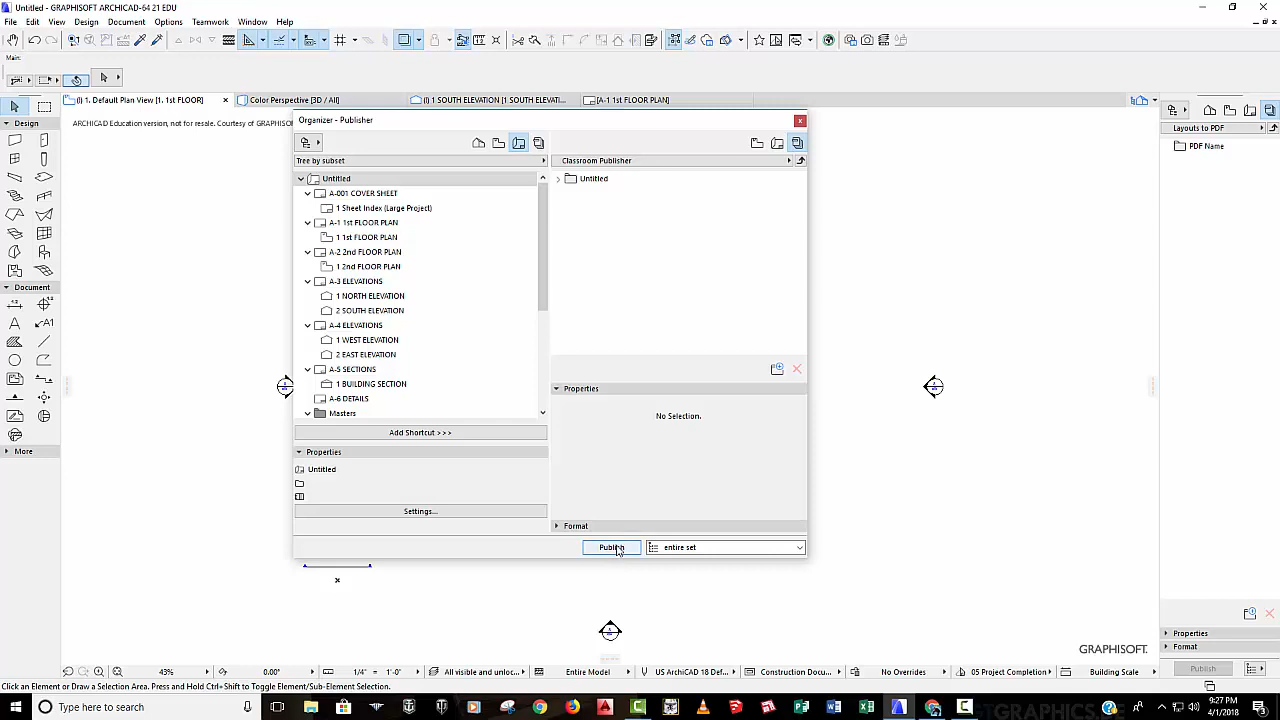 Untitled - GRAPHISOFT ARCHICAD-64 21 EDU
File Edit View Design Document Options Teamwork Window Help
Main:
(I) 1. Default Plan View [1. 1st FLOOR]
Color Perspective [3D / All]
(I) 1 SOUTH ELEVATION [1 SOUTH ELEVATI...
[A-1 1st FLOOR PLAN]
ARCHICAD Education version, not for resale. Courtesy of GRAPHISO
Design
Document
More
Organizer - Publisher
Tree by subset
Untitled
A-001 COVER SHEET
1 Sheet Index (Large Project)
A-1 1st FLOOR PLAN
1 1st FLOOR PLAN
A-2 2nd FLOOR PLAN
1 2nd FLOOR PLAN
A-3 ELEVATIONS
1 NORTH ELEVATION
2 SOUTH ELEVATION
A-4 ELEVATIONS
1 WEST ELEVATION
2 EAST ELEVATION
A-5 SECTIONS
1 BUILDING SECTION
A-6 DETAILS
Masters
Add Shortcut >>>
Properties
Untitled
Settings...
Classroom Publisher
Untitled
Properties
No Selection.
Format
Publish
entire set
Layouts to PDF
PDF Name
Properties
Format
Publish
GRAPHISOFT.
43% 0.00° 1/4" = 1'-0" All visible and unl... Entire Model US ArchiCAD 18 Def... Construction Docu... No Overrides 05 Project Completion Building Scale
Click an Element or Draw a Selection Area. Press and Hold Ctrl+Shift to Toggle Element/Sub-Element Selection.
Type here to search
9:27 PM
4/1/2018